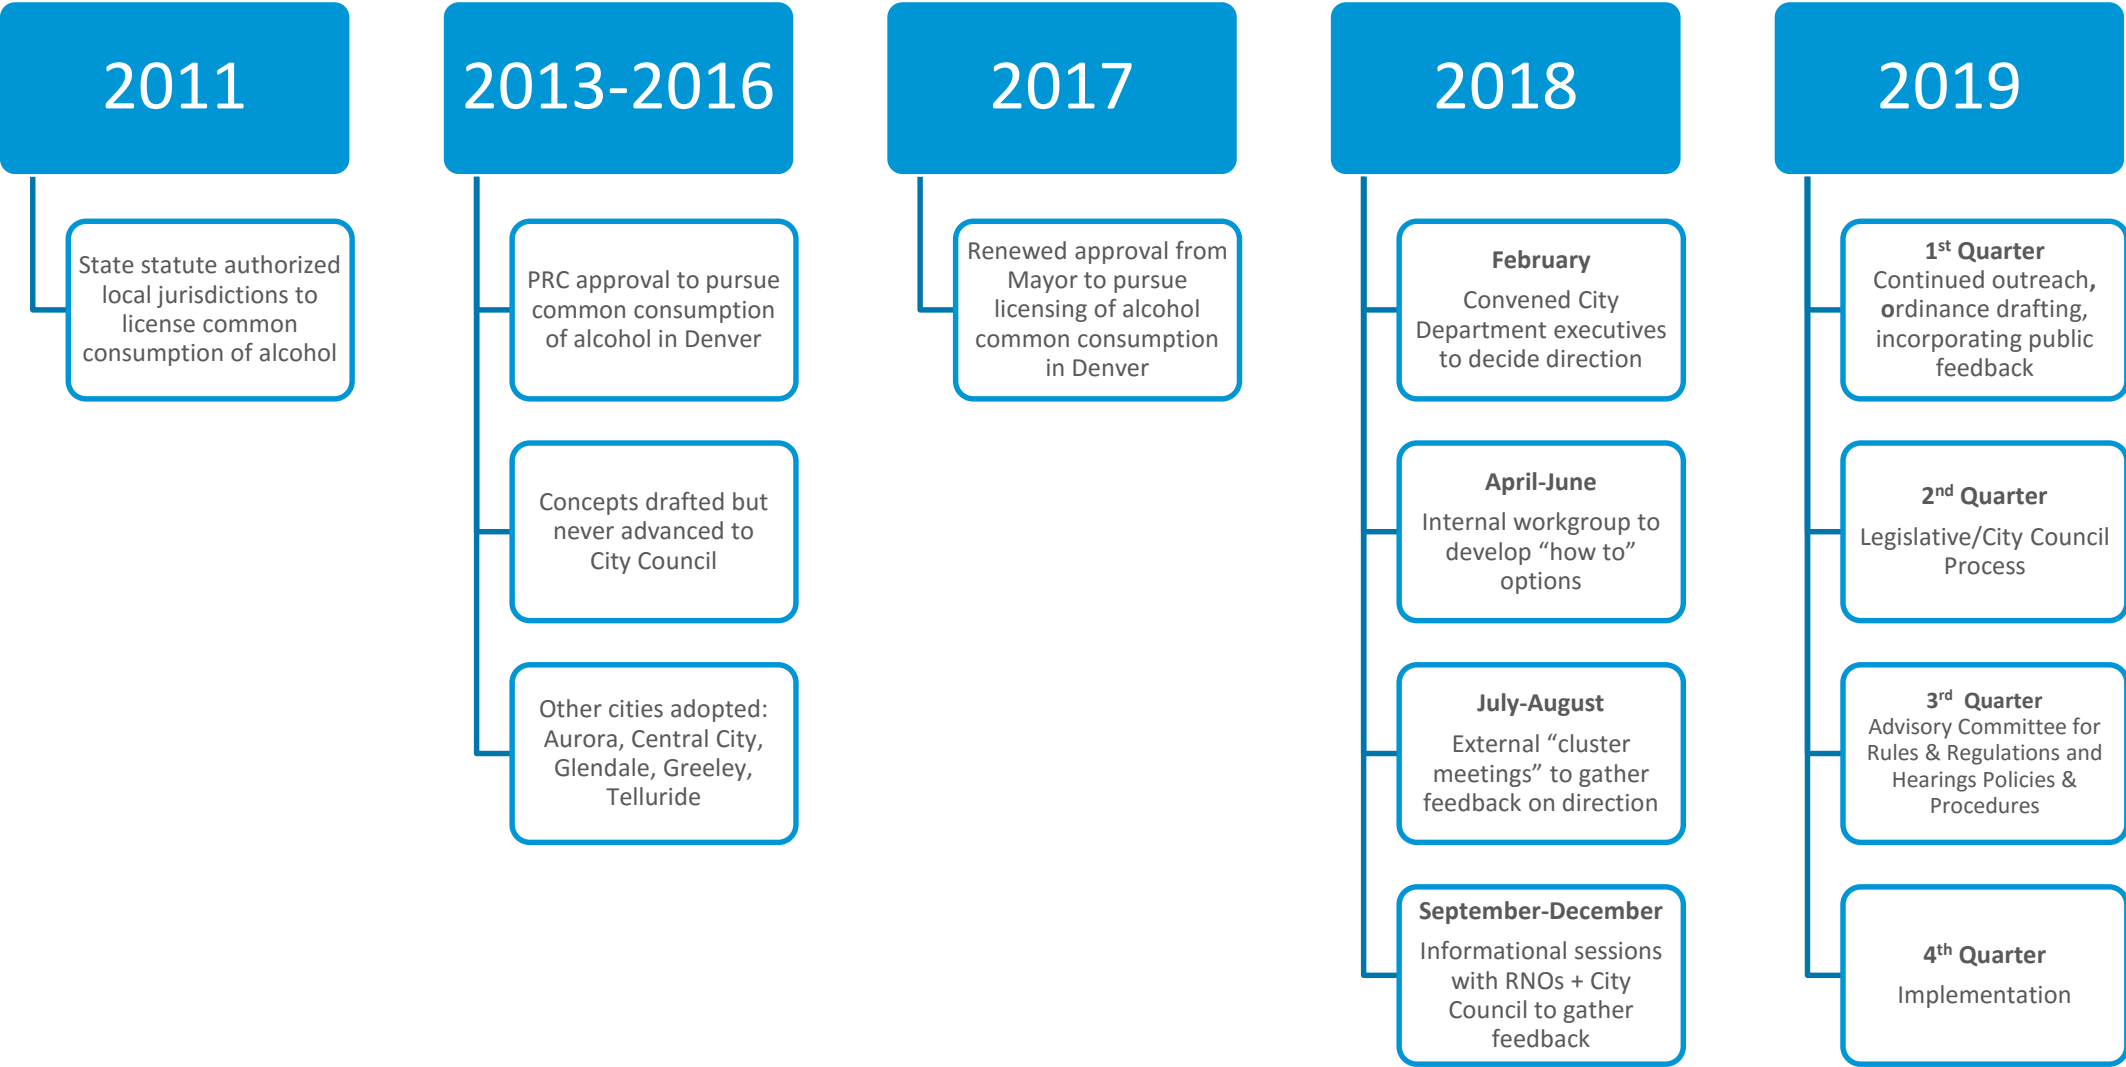 2011
State statute authorized
local jurisdictions to
license common
consumption of alcohol
2013-2016
PRC approval to pursue
common consumption
of alcohol in Denver
Concepts drafted but
never advanced to
City Council
Other cities adopted:
Aurora, Central City,
Glendale, Greeley,
Telluride
2017
Renewed approval from
Mayor to pursue
licensing of alcohol
common consumption
in Denver
2018
February
Convened City
Department executives
to decide direction
April-June
Internal workgroup to
develop “how to”
options
July-August
External “cluster
meetings” to gather
feedback on direction
September-December
Informational sessions
with RNOs + City
Council to gather
feedback
2019
1st Quarter
Continued outreach,
ordinance drafting,
incorporating public
feedback
2nd Quarter
Legislative/City Council
Process
3rd Quarter
Advisory Committee for
Rules & Regulations and
Hearings Policies &
Procedures
4th Quarter
Implementation